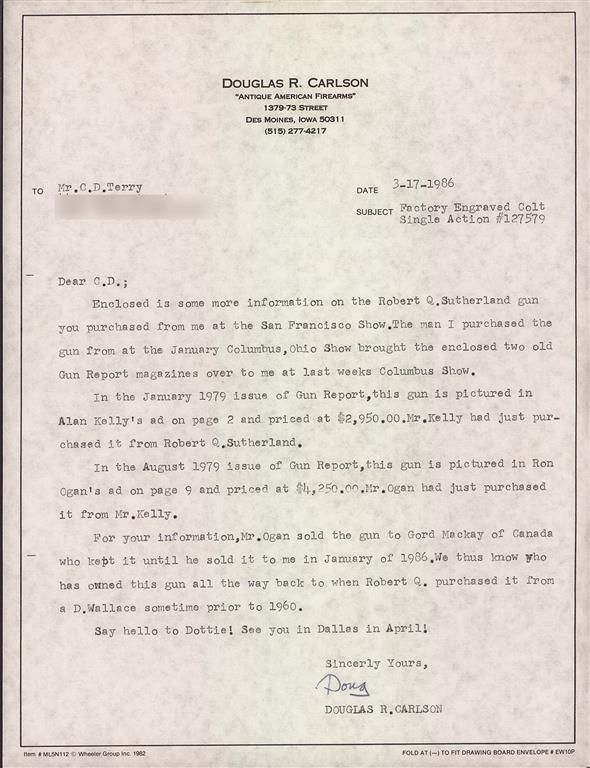 DOUGLAS R. CARLSON
"ANTIQUE AMERICAN FIREARMS"
1379-73 STREET
DES MOINES, IOWA 50311
(515) 277-4217
TO Mr.C.D.Terry
DATE 3-17-1986
SUBJECT Factory Engraved Colt
Single Action #127579
Dear C.D.;
Enclosed is some more information on the Robert Q.Sutherland gun
you purchased from me at the San Francisco Show.The man I purchased the
gun from at the January Columbus,Ohio Show brought the enclosed two old
Gun Report magazines over to me at last weeks Columbus Show.
In the January 1979 issue of Gun Report,this gun is pictured in
Alan Kelly's ad on page 2 and priced at $2,950.00.Mr.Kelly had just pur-
chased it from Robert Q.Sutherland.
In the August 1979 issue of Gun Report,this gun is pictured in Ron
Ogan's ad on page 9 and priced at $4,250.00.Mr.Ogan had just purchased
it from Mr.Kelly.
For your information,Mr.Ogan sold the gun to Gord Mackay of Canada
who kept it until he sold it to me in January of 1986.We thus know who
has owned this gun all the way back to when Robert Q. purchased it from
a D.Wallace sometime prior to 1960.
Say hello to Dottie! See you in Dallas in April!
Sincerly Yours,
Doug
DOUGLAS R.CARLSON
Item # ML5N112 © Wheeler Group Inc. 1982
FOLD AT (—) TO FIT DRAWING BOARD ENVELOPE # EW10P